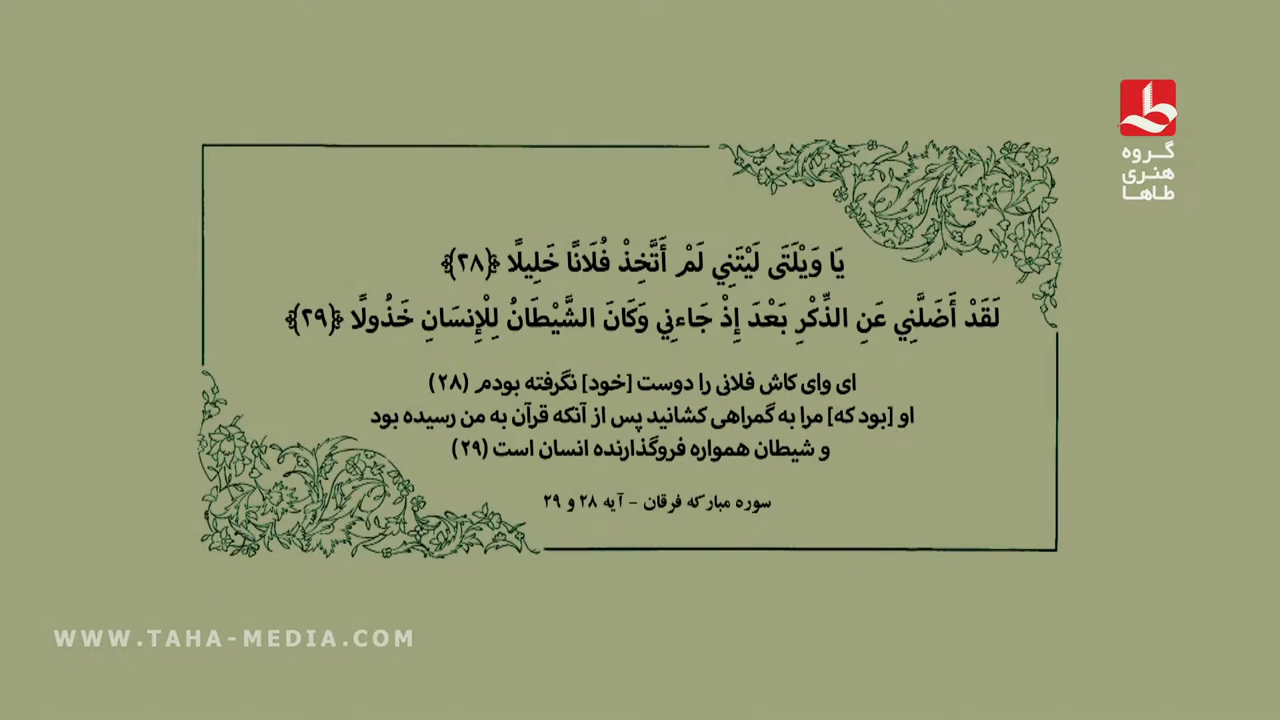 گروه
هنری
طاها
يَا وَيْلَتَى لَيْتَنِي لَمْ أَتَّخِذْ فُلَانًا خَلِيلًا ﴿۲۸﴾
لَقَدْ أَضَلَّنِي عَنِ الذِّكْرِ بَعْدَ إِذْ جَاءنِي وَكَانَ الشَّيْطَانُ لِلْإِنسَانِ خَذُولًا ﴿۲۹﴾
ای وای کاش فلانی را دوست [خود] نگرفته بودم (۲۸)
او [بود که] مرا به گمراهی کشانید پس از آنکه قرآن به من رسیده بود
و شیطان همواره فروگذارنده انسان است (۲۹)
سوره مبارکه فرقان - آیه ۲۸ و ۲۹
WWW.TAHA-MEDIA.COM